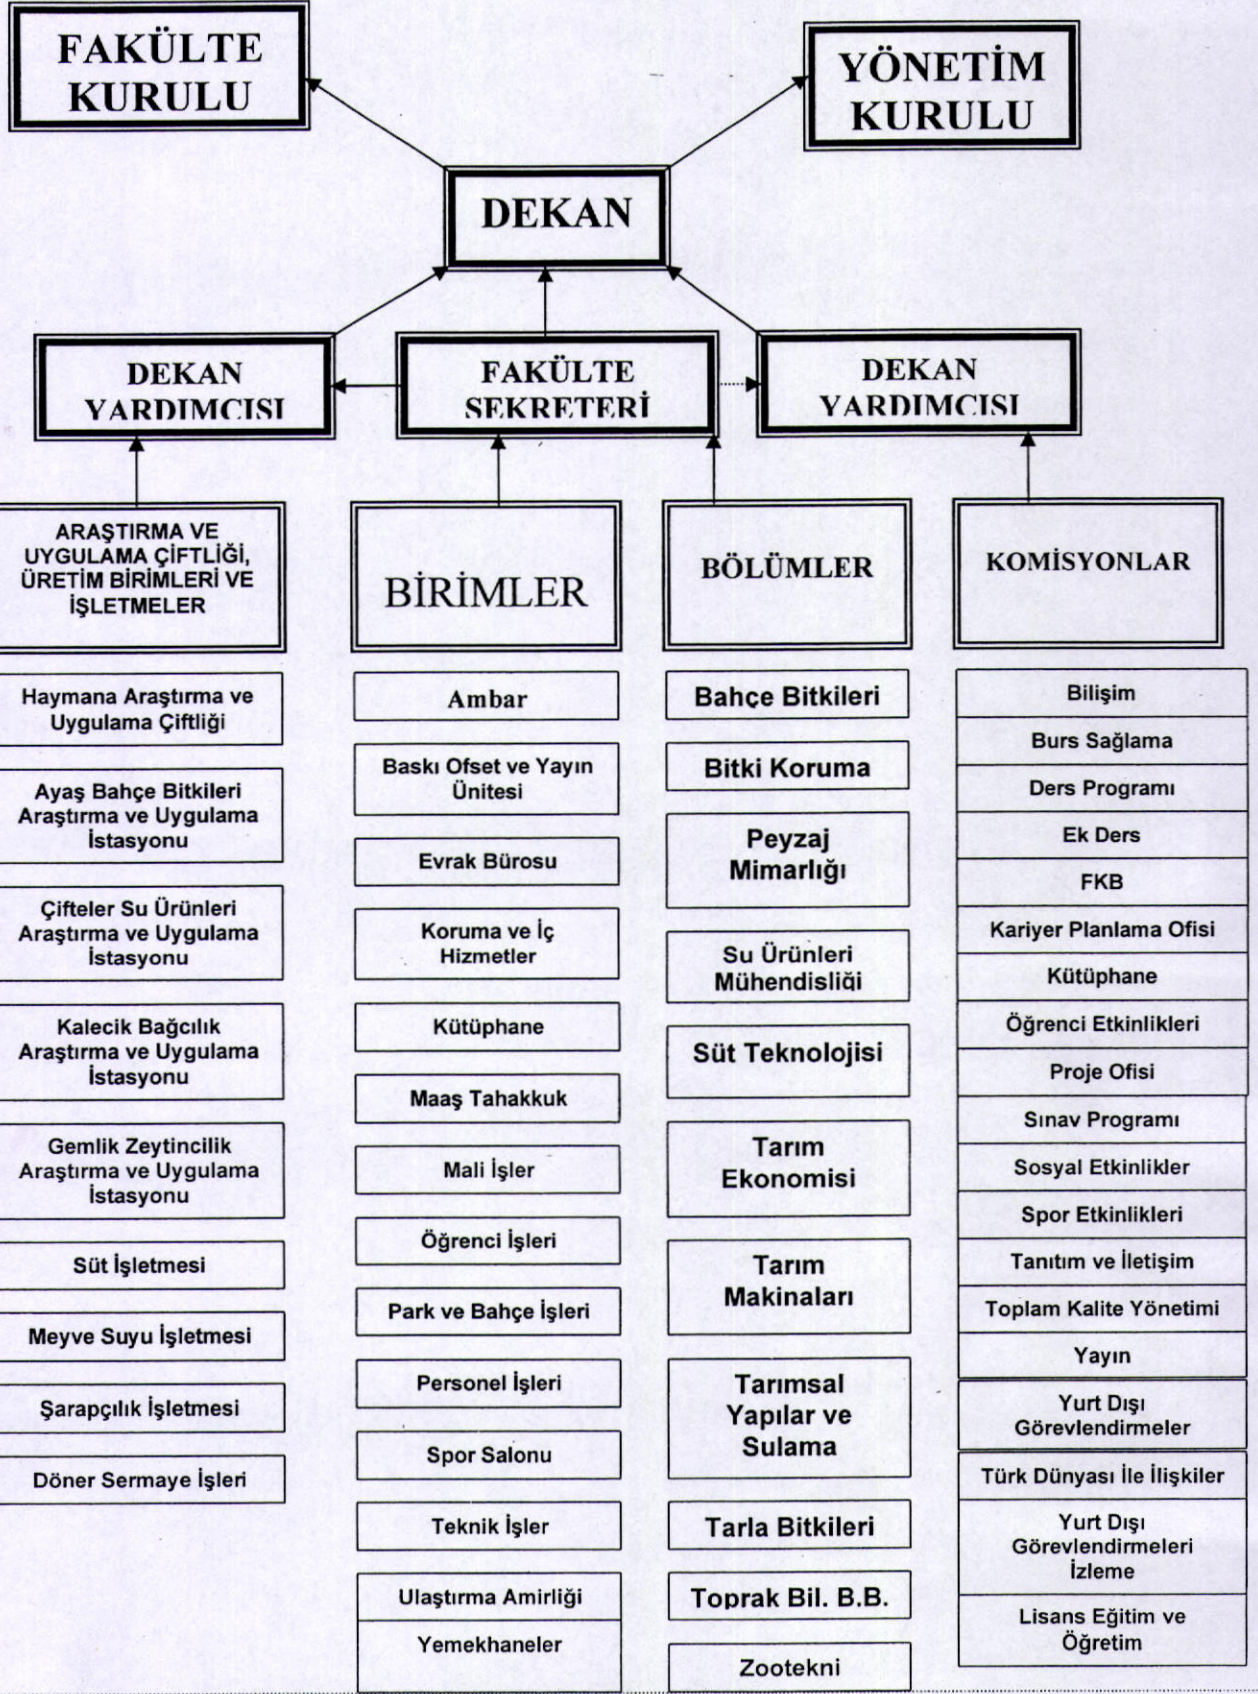 FAKÜLTE
KURULU
YÖNETİM
KURULU
DEKAN
DEKAN
YARDIMCISI
FAKÜLTE
SEKRETERİ
DEKAN
YARDIMCISI
ARAŞTIRMA VE
UYGULAMA ÇİFTLİĞİ,
ÜRETİM BİRİMLERİ VE
İŞLETMELER
Haymana Araştırma ve
Uygulama Çiftliği
Ayaş Bahçe Bitkileri
Araştırma ve Uygulama
İstasyonu
Çifteler Su Ürünleri
Araştırma ve Uygulama
İstasyonu
Kalecik Bağcılık
Araştırma ve Uygulama
İstasyonu
Gemlik Zeytincilik
Araştırma ve Uygulama
İstasyonu
Süt İşletmesi
Meyve Suyu İşletmesi
Şarapçılık İşletmesi
Döner Sermaye İşleri
BİRİMLER
Ambar
Baskı Ofset ve Yayın
Ünitesi
Evrak Bürosu
Koruma ve İç
Hizmetler
Kütüphane
Maaş Tahakkuk
Mali İşler
Öğrenci İşleri
Park ve Bahçe İşleri
Personel İşleri
Spor Salonu
Teknik İşler
Ulaştırma Amirliği
Yemekhaneler
BÖLÜMLER
Bahçe Bitkileri
Bitki Koruma
Peyzaj
Mimarlığı
Su Ürünleri
Mühendisliği
Süt Teknolojisi
Tarım
Ekonomisi
Tarım
Makinaları
Tarımsal
Yapılar ve
Sulama
Tarla Bitkileri
Toprak Bil. B.B.
Zootekni
KOMİSYONLAR
Bilişim
Burs Sağlama
Ders Programı
Ek Ders
FKB
Kariyer Planlama Ofisi
Kütüphane
Öğrenci Etkinlikleri
Proje Ofisi
Sınav Programı
Sosyal Etkinlikler
Spor Etkinlikleri
Tanıtım ve İletişim
Toplam Kalite Yönetimi
Yayın
Yurt Dışı
Görevlendirmeler
Türk Dünyası İle İlişkiler
Yurt Dışı
Görevlendirmeleri
İzleme
Lisans Eğitim ve
Öğretim